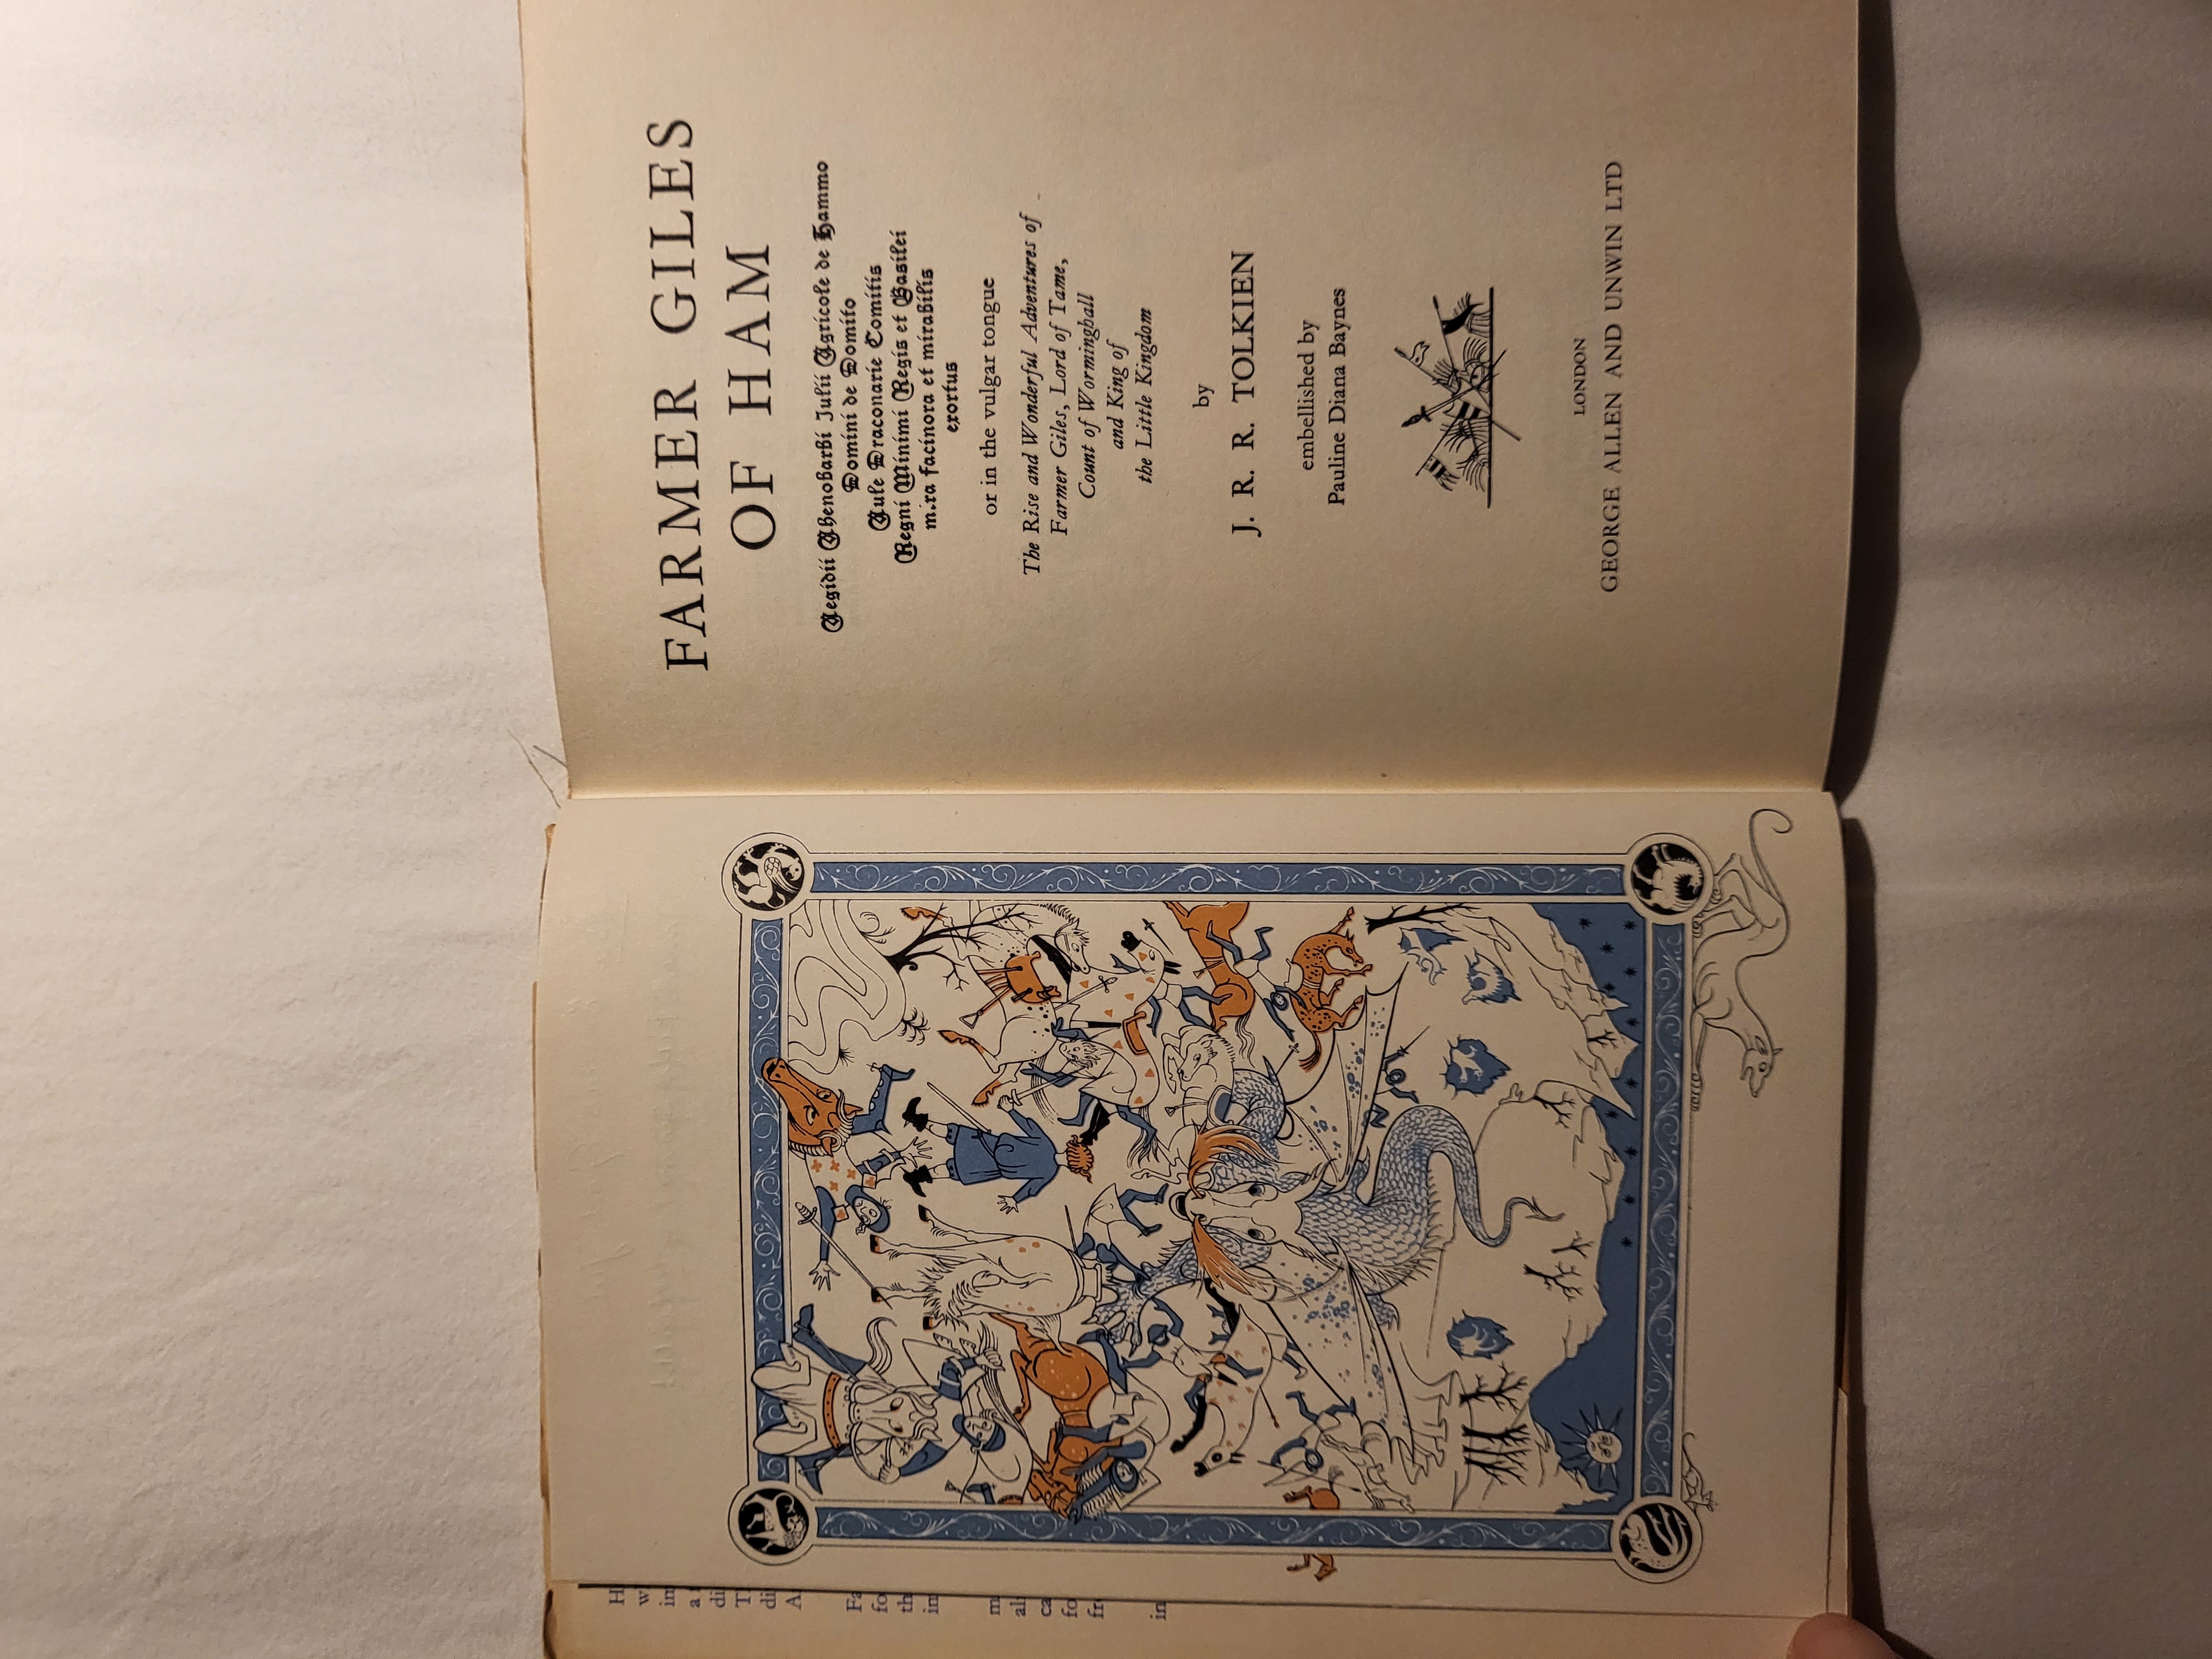 FARMER GILES
OF HAM
Aegidii Ahenobarbi Julii Agricole de Hammo
Domini de Domito
Aule Draconarie Comitis
Regni Minimi Regis et Basilei
mira facinora et mirabilis
exortus
or in the vulgar tongue
The Rise and Wonderful Adventures of
Farmer Giles, Lord of Tame,
Count of Worminghall
and King of
the Little Kingdom
by
J. R. R. TOLKIEN
embellished by
Pauline Diana Baynes
LONDON
GEORGE ALLEN AND UNWIN LTD